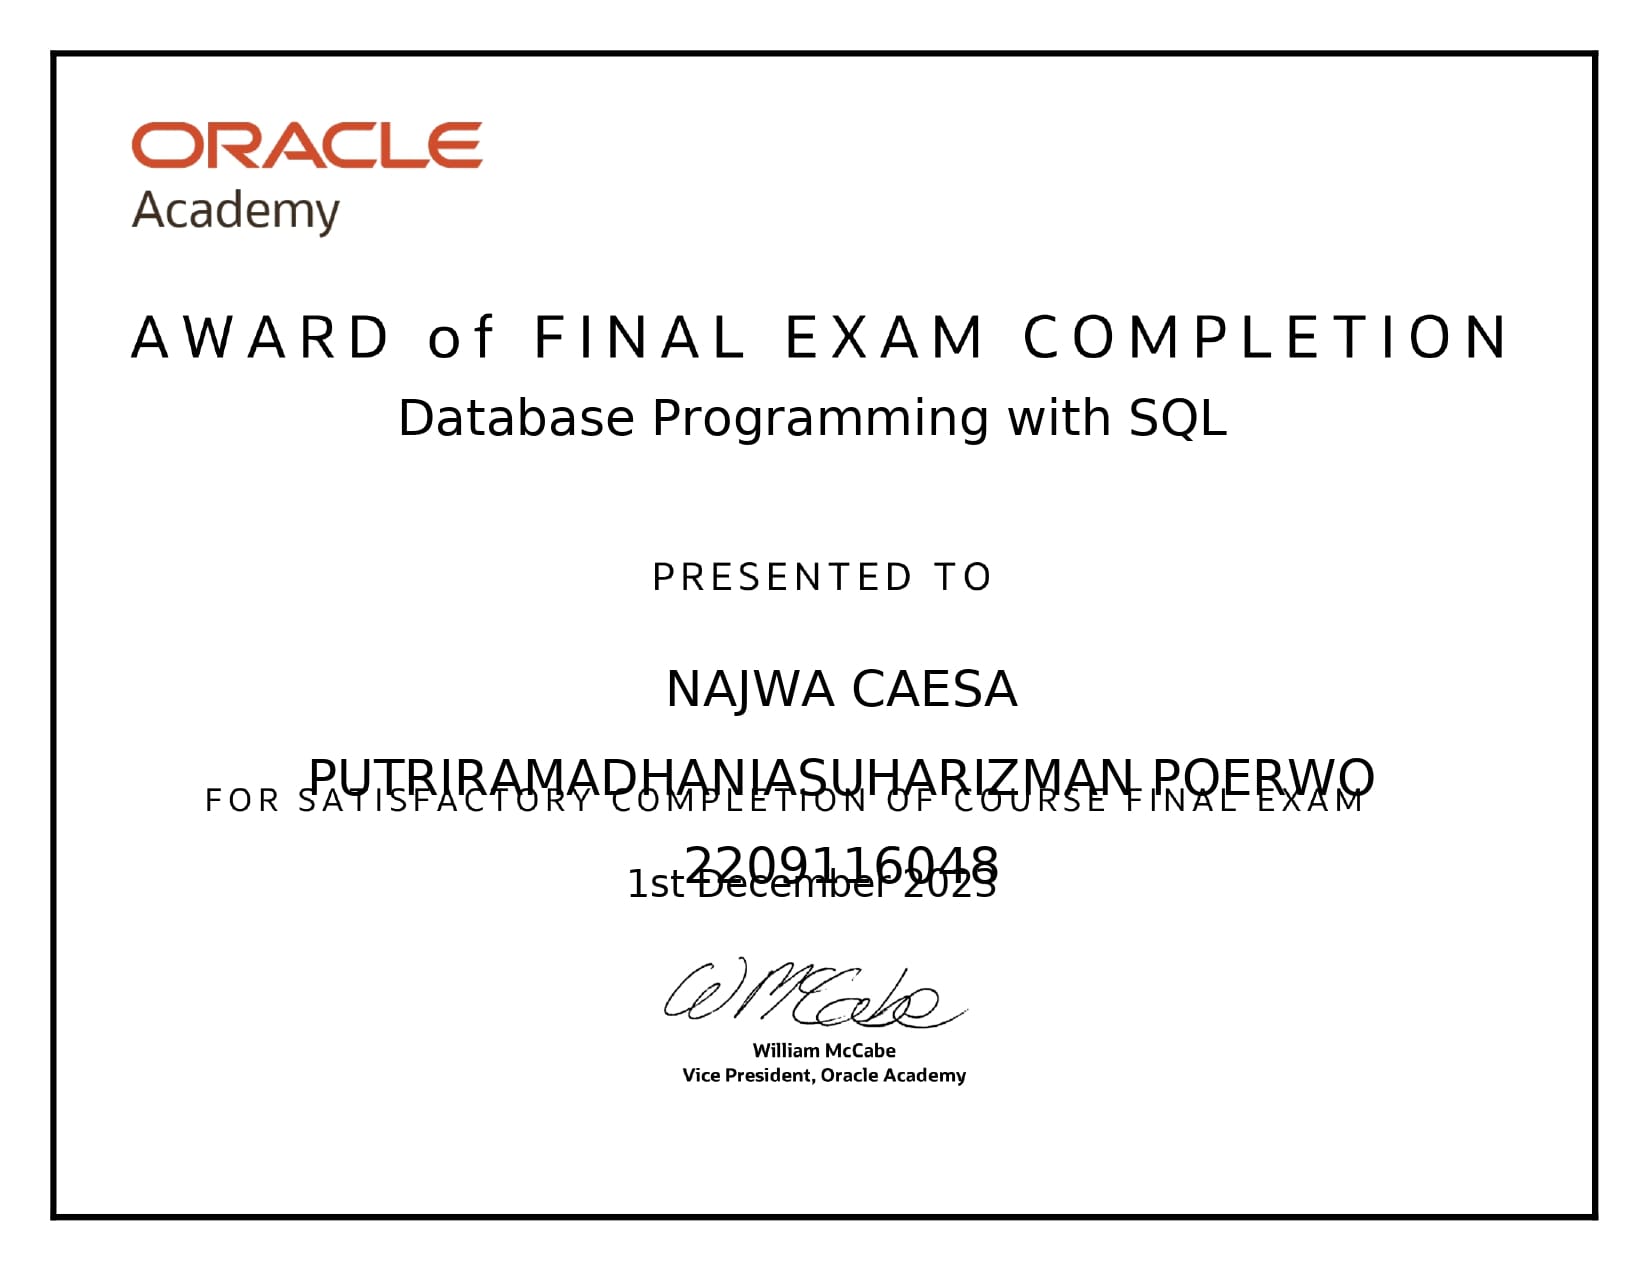 ORACLE
Academy
AWARD of FINAL EXAM COMPLETION
Database Programming with SQL
PRESENTED TO
NAJWA CAESA
PUTRIRAMADHANIASUHARIZMAN POERWO
FOR SATISFACTORY COMPLETION OF COURSE FINAL EXAM
2209116048
1st December 2023
W McCabe
William McCabe
Vice President, Oracle Academy